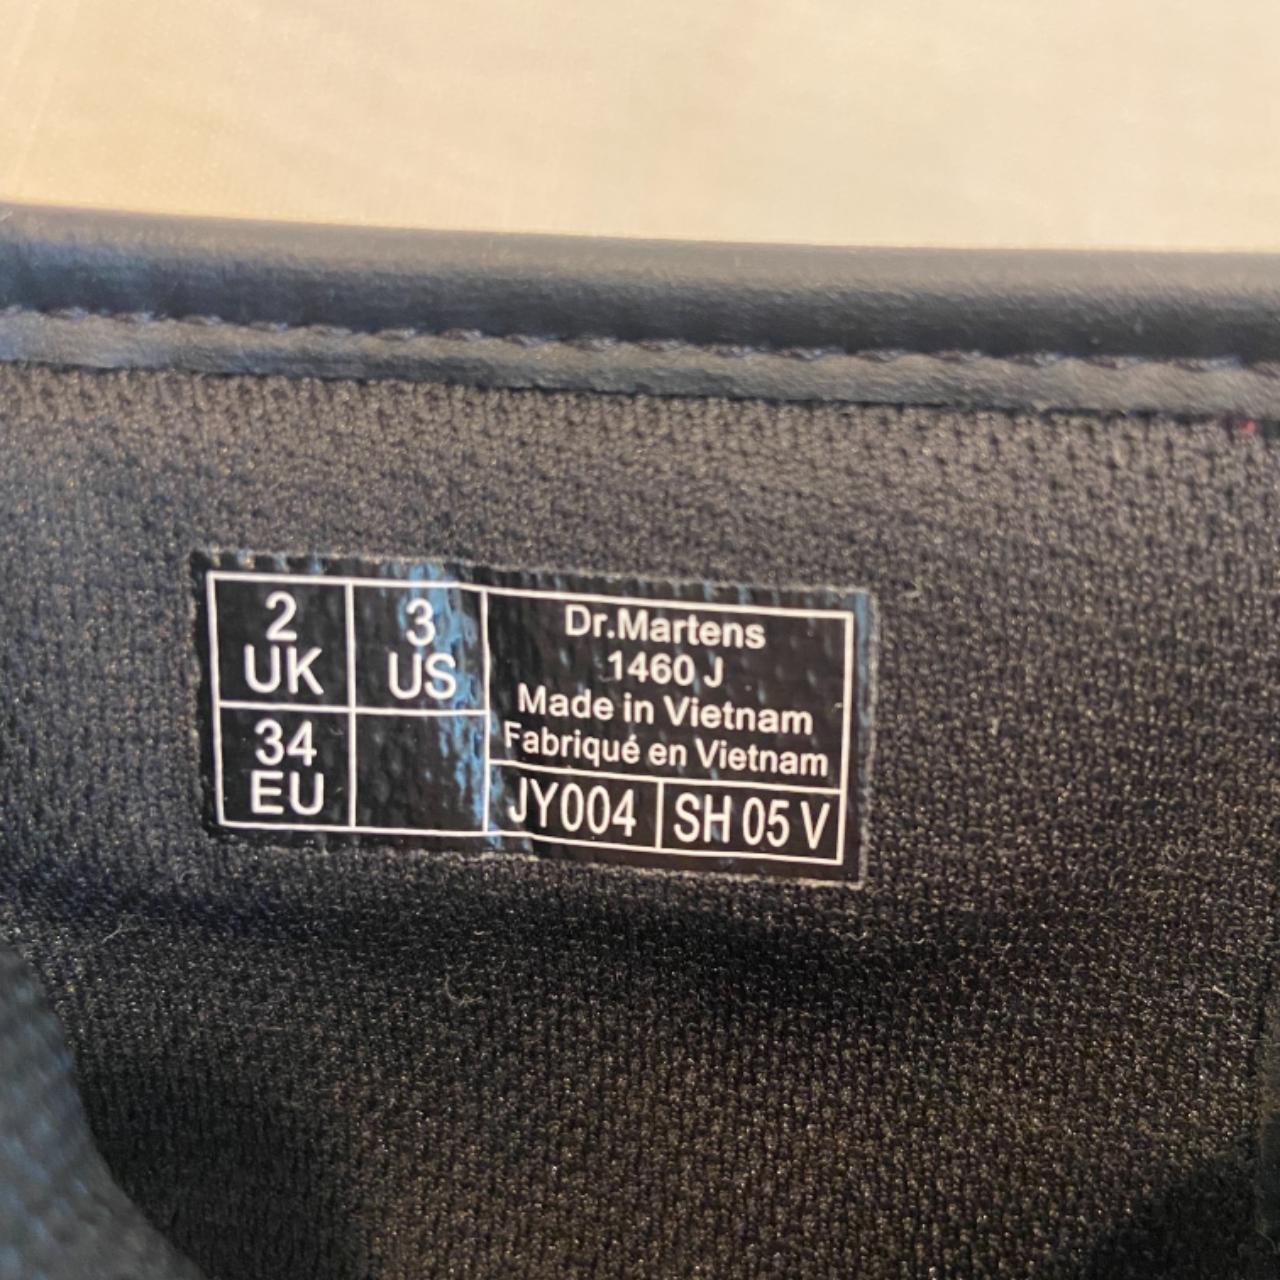 2
UK
3
US
34
EU
Dr.Martens
1460 J
Made in Vietnam
Fabriqué en Vietnam
JY004
SH 05 V